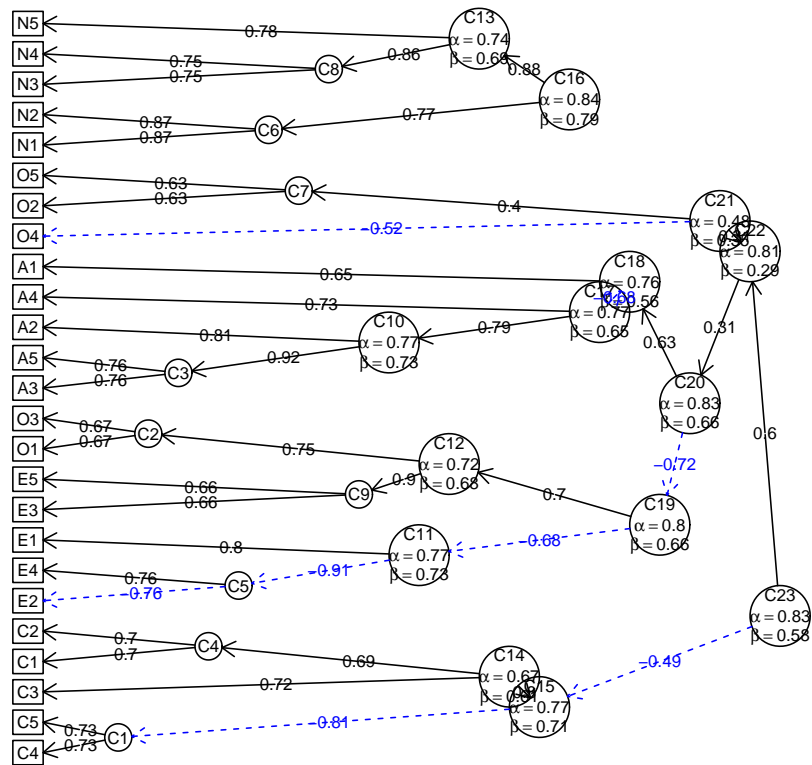 N5
N4
N3
N2
N1
O5
O2
O4
A1
A4
A2
A5
A3
O3
O1
E5
E3
E1
E4
E2
C2
C1
C3
C5
C4
C13
α = 0.74
β = 0.69
C8
C16
α = 0.84
β = 0.79
C6
C7
C21
α = 0.48
C22
α = 0.81
β = 0.29
C18
α = 0.76
α = 0.77
β = 0.65
C10
α = 0.77
β = 0.73
C3
C20
α = 0.83
β = 0.66
C2
C12
α = 0.72
β = 0.68
C9
C19
α = 0.8
β = 0.66
C11
α = 0.77
β = 0.73
C5
C23
α = 0.83
β = 0.58
C4
C14
α = 0.67
C15
α = 0.77
β = 0.71
C1
0.78
0.75
0.75
0.86
0.88
0.87
0.87
0.77
0.63
0.63
0.4
−0.52
0.65
0.73
0.81
0.79
0.76
0.76
0.92
0.63
0.31
0.6
0.67
0.67
0.75
0.9
0.66
0.66
0.7
−0.72
0.8
−0.68
−0.91
0.76
−0.76
0.7
0.7
0.69
0.72
−0.49
0.73
0.73
−0.81